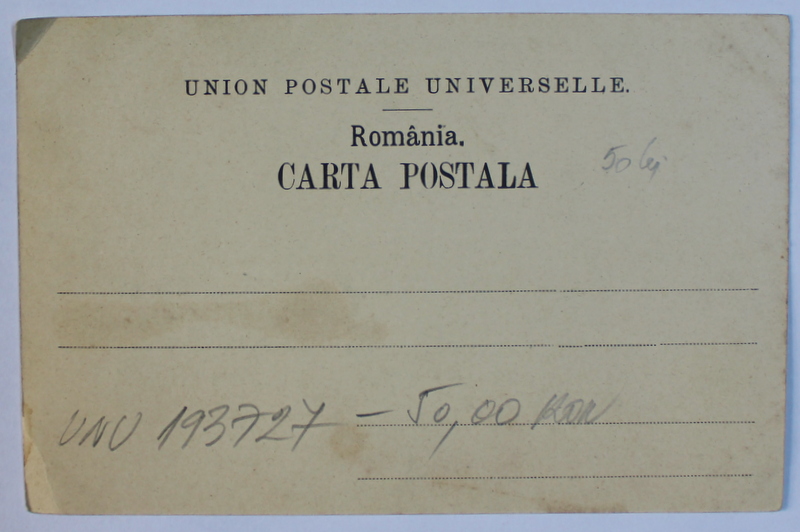 UNION POSTALE UNIVERSELLE.
România.
CARTA POSTALA
50 lei
UNU 193727 – 50,00 RON